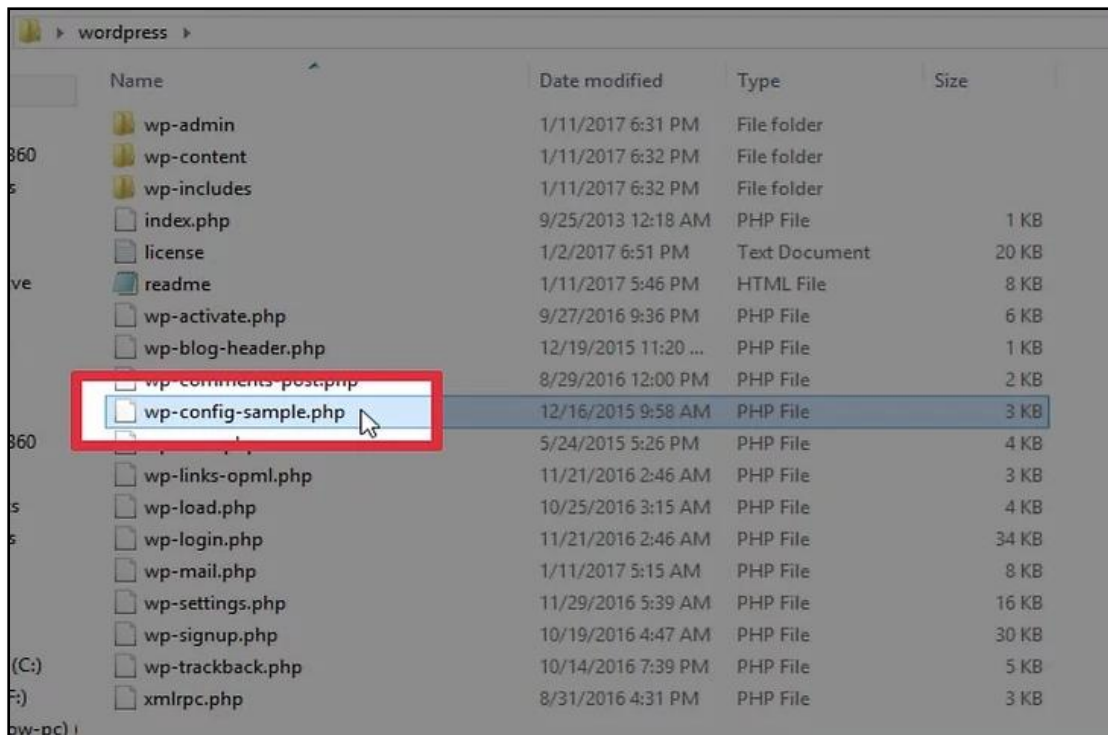 wordpress
Name Date modified Type Size
wp-admin 1/11/2017 6:31 PM File folder
360 wp-content 1/11/2017 6:32 PM File folder
s wp-includes 1/11/2017 6:32 PM File folder
index.php 9/25/2013 12:18 AM PHP File 1 KB
license 1/2/2017 6:51 PM Text Document 20 KB
ve readme 1/11/2017 5:46 PM HTML File 8 KB
wp-activate.php 9/27/2016 9:36 PM PHP File 6 KB
wp-blog-header.php 12/19/2015 11:20 ... PHP File 1 KB
wp-comments-post.php 8/29/2016 12:00 PM PHP File 2 KB
wp-config-sample.php 12/16/2015 9:58 AM PHP File 3 KB
360 5/24/2015 5:26 PM PHP File 4 KB
wp-links-opml.php 11/21/2016 2:46 AM PHP File 3 KB
s wp-load.php 10/25/2016 3:15 AM PHP File 4 KB
s wp-login.php 11/21/2016 2:46 AM PHP File 34 KB
wp-mail.php 1/11/2017 5:15 AM PHP File 8 KB
wp-settings.php 11/29/2016 5:39 AM PHP File 16 KB
wp-signup.php 10/19/2016 4:47 AM PHP File 30 KB
(C:) wp-trackback.php 10/14/2016 7:39 PM PHP File 5 KB
F:) xmlrpc.php 8/31/2016 4:31 PM PHP File 3 KB
ow-pc)